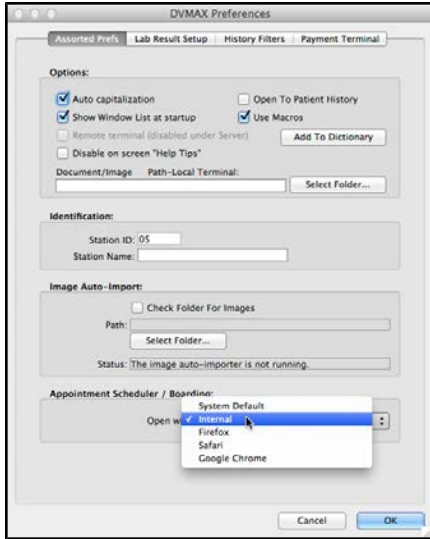 DVMAX Preferences
Assorted Prefs Lab Result Setup History Filters Payment Terminal
Options:
Auto capitalization Open To Patient History
Show Window List at startup Use Macros
Remote terminal (disabled under Server) Add To Dictionary
Disable on screen "Help Tips"
Document/Image Path-Local Terminal:
Select Folder...
Identification:
Station ID: 05
Station Name:
Image Auto-Import:
Check Folder For Images
Path:
Select Folder...
Status: The image auto-importer is not running.
Appointment Scheduler / Boarding:
System Default
Open w ✓ Internal
Firefox
Safari
Google Chrome
Cancel OK